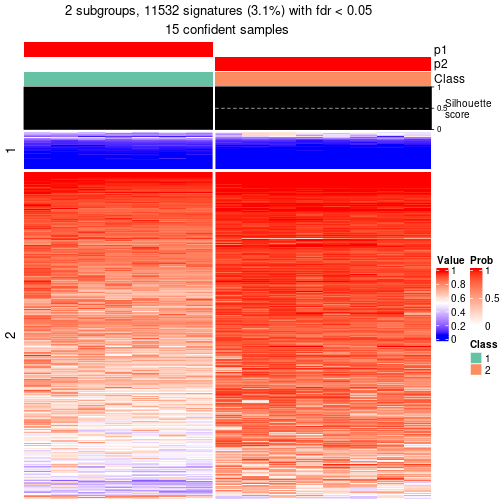 2 subgroups, 11532 signatures (3.1%) with fdr < 0.05
15 confident samples
p1
p2
Class
1
0.5
0
Silhouette
score
1
2
Value
1
0.8
0.6
0.4
0.2
0
Prob
1
0.5
0
Class
1
2